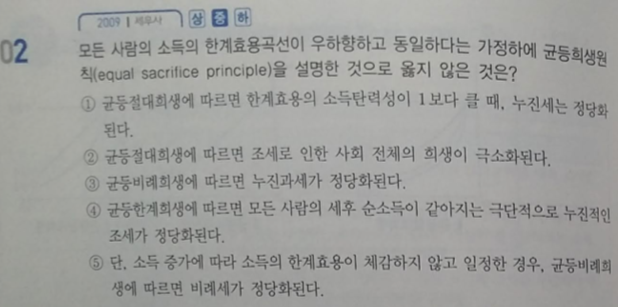 2009 | 세무사 상 중 하
02 모든 사람의 소득의 한계효용곡선이 우하향하고 동일하다는 가정하에 균등희생원
칙(equal sacrifice principle)을 설명한 것으로 옳지 않은 것은?
① 균등절대희생에 따르면 한계효용의 소득탄력성이 1보다 클 때, 누진세는 정당화
된다.
② 균등절대희생에 따르면 조세로 인한 사회 전체의 희생이 극소화된다.
③ 균등비례희생에 따르면 누진과세가 정당화된다.
④ 균등한계희생에 따르면 모든 사람의 세후 순소득이 같아지는 극단적으로 누진적인
조세가 정당화된다.
⑤ 단, 소득 증가에 따라 소득의 한계효용이 체감하지 않고 일정한 경우, 균등비례희
생에 따르면 비례세가 정당화된다.